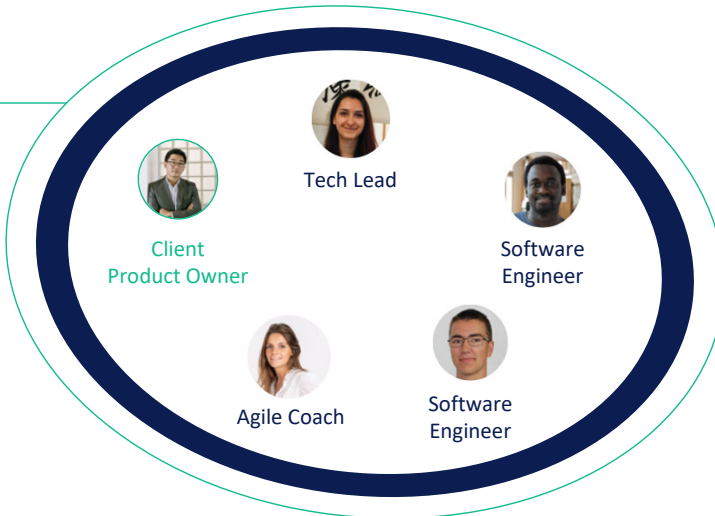 Tech Lead
Client
Product Owner
Software
Engineer
Agile Coach
Software
Engineer